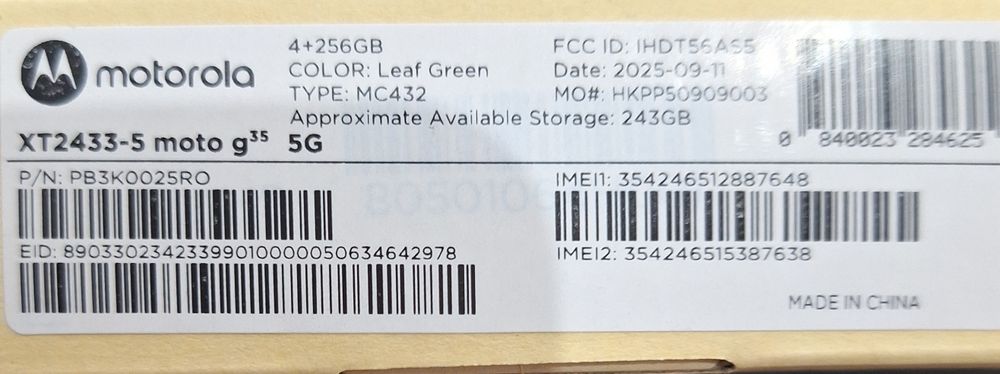 motorola
4+256GB
COLOR: Leaf Green
TYPE: MC432
Approximate Available Storage: 243GB
FCC ID: IHDT56AS5
Date: 2025-09-11
MO#: HKPP50909003
0 840023 284625
XT2433-5 moto g35 5G
P/N: PB3K0025RO
EID: 89033023423399010000050634642978
IMEI1: 354246512887648
IMEI2: 354246515387638
MADE IN CHINA